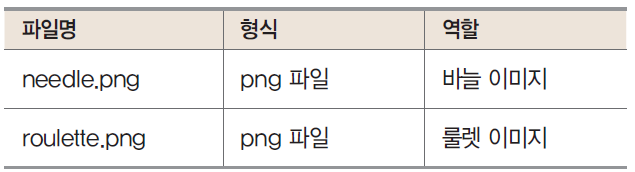 파일명 형식 역할
needle.png png 파일 바늘 이미지
roulette.png png 파일 룰렛 이미지